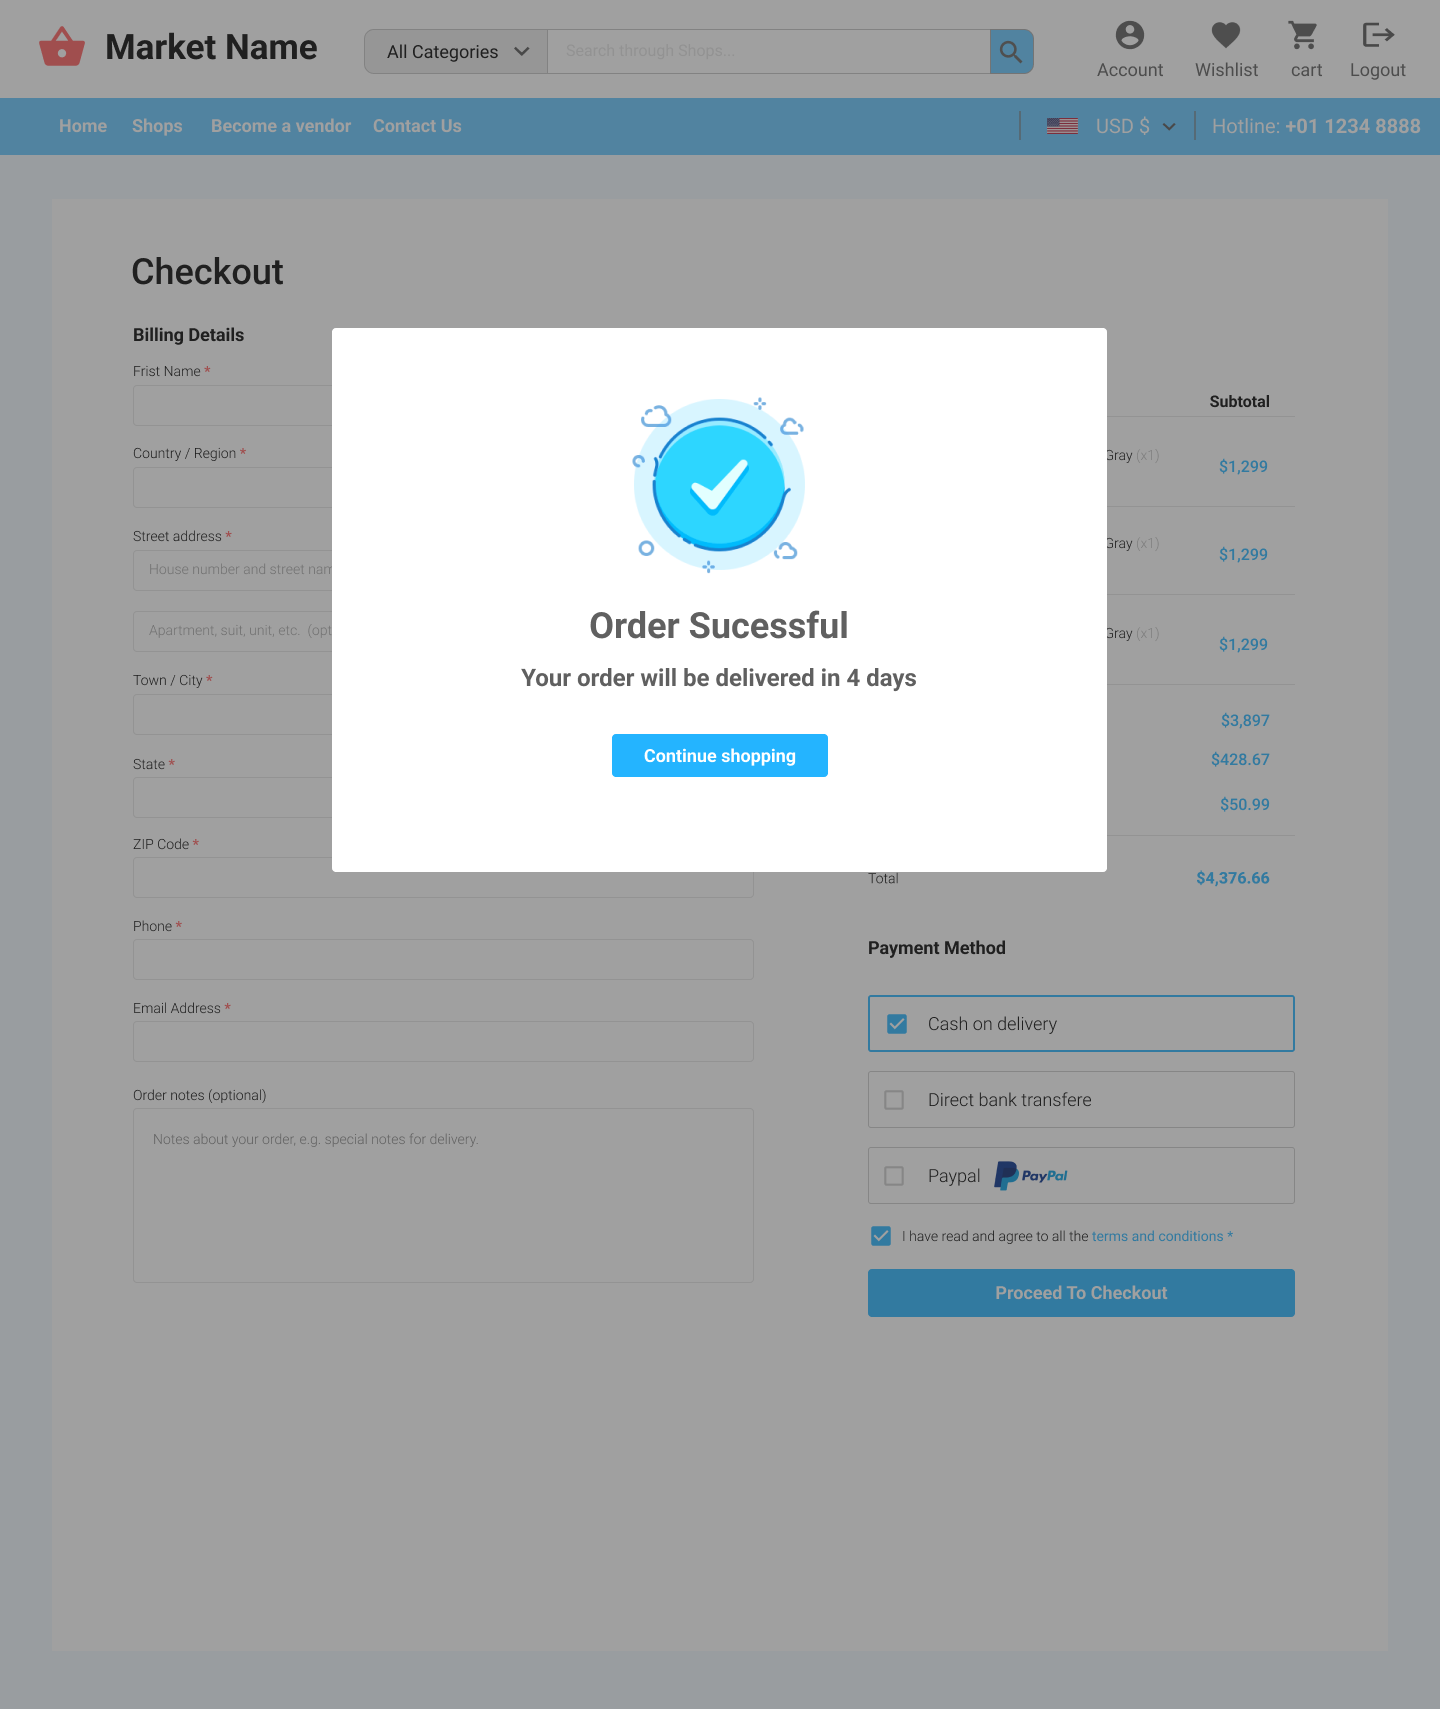 Market Name
All Categories
Search through Shops...
Account
Wishlist
cart
Logout
Home
Shops
Become a vendor
Contact Us
USD $
Hotline: +01 1234 8888
Checkout
Billing Details
Frist Name *
Country / Region *
Street address *
House number and street
Apartment, suit, unit, etc. (opt
Town / City *
State *
ZIP Code *
Phone *
Email Address *
Order notes (optional)
Notes about your order, e.g. special notes for delivery.
Order Sucessful
Your order will be delivered in 4 days
Continue shopping
Subtotal
Gray (x1)
$1,299
Gray (x1)
$1,299
Gray (x1)
$1,299
$3,897
$428.67
$50.99
Total
$4,376.66
Payment Method
Cash on delivery
Direct bank transfere
Paypal PayPal
I have read and agree to all the terms and conditions *
Proceed To Checkout